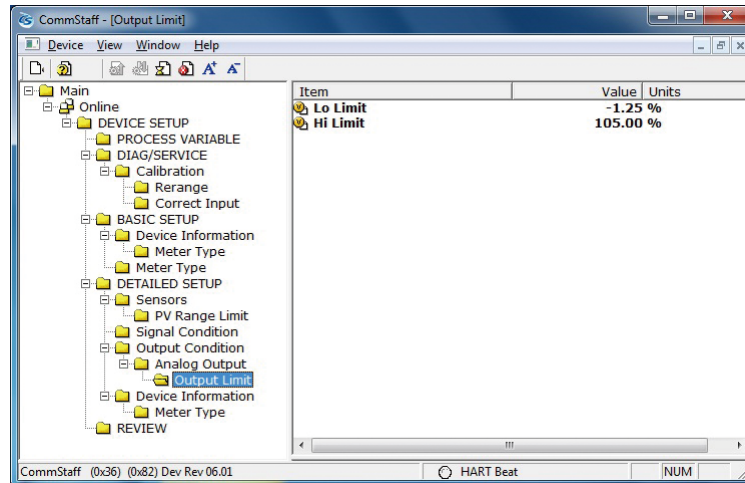 CommStaff - [Output Limit]
Device View Window Help
Main
Online
DEVICE SETUP
PROCESS VARIABLE
DIAG/SERVICE
Calibration
Rerange
Correct Input
BASIC SETUP
Device Information
Meter Type
Meter Type
DETAILED SETUP
Sensors
PV Range Limit
Signal Condition
Output Condition
Analog Output
Output Limit
Device Information
Meter Type
REVIEW
Item Value Units
Lo Limit -1.25 %
Hi Limit 105.00 %
CommStaff (0x36) (0x82) Dev Rev 06.01 HART Beat NUM